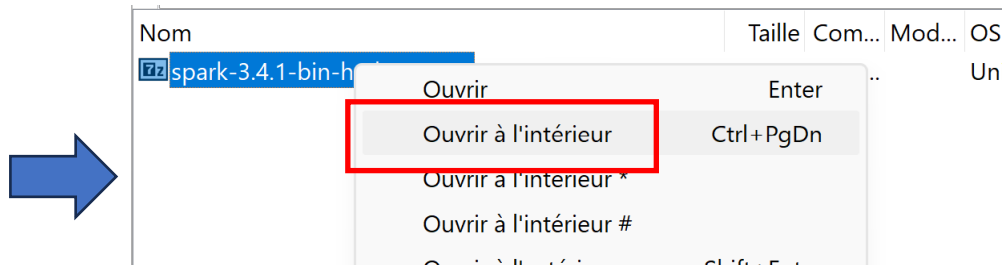 Nom Taille Com... Mod... OS
7z spark-3.4.1-bin-h ..  Un
Ouvrir Enter
Ouvrir à l'intérieur Ctrl+PgDn
Ouvrir à l'intérieur *
Ouvrir à l'intérieur #